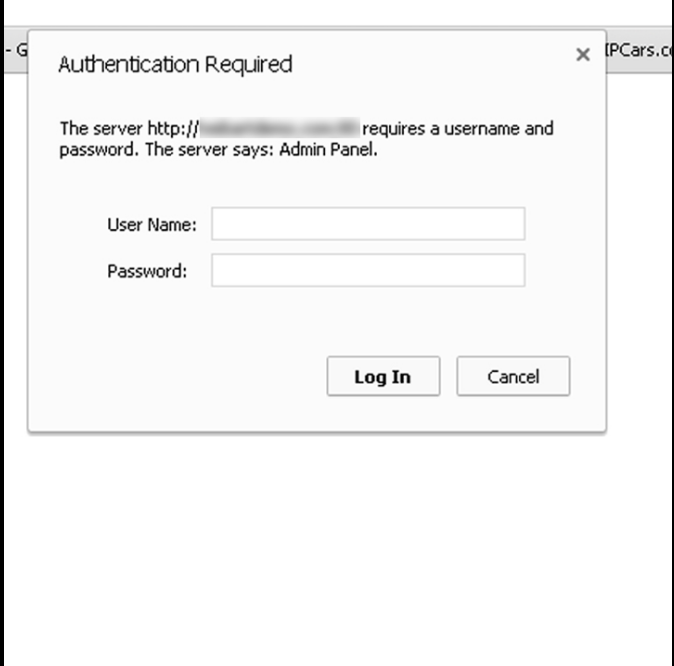 - G
IPCars.c
Authentication Required
The server http:// requires a username and
password. The server says: Admin Panel.
User Name:
Password:
Log In
Cancel